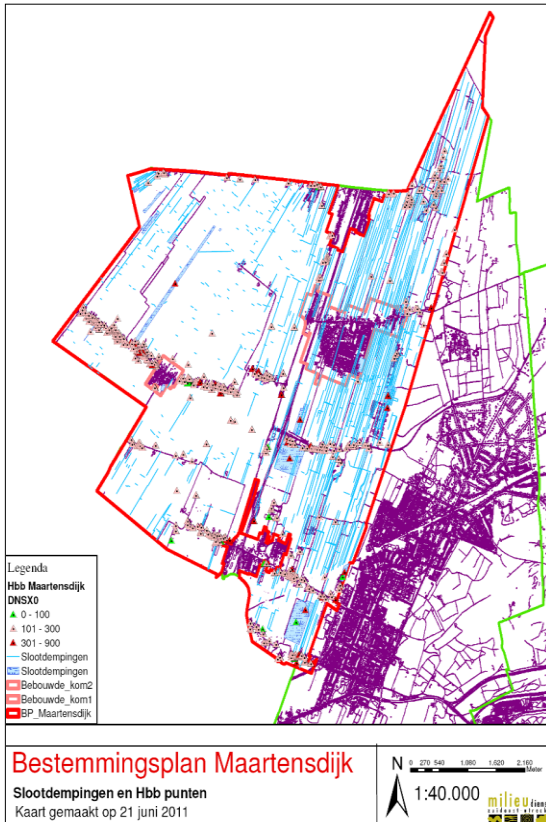 Legenda
Hbb Maartensdijk
DNSX0
0 - 100
101 - 300
301 - 900
Slootdempingen
Slootdempingen
Bebouwde_kom2
Bebouwde_kom1
BP_Maartensdijk
Bestemmingsplan Maartensdijk
Slootdempingen en Hbb punten
Kaart gemaakt op 21 juni 2011
N
0 270 540 1.080 1.620 2.160
Meter
1:40.000
milieudienst